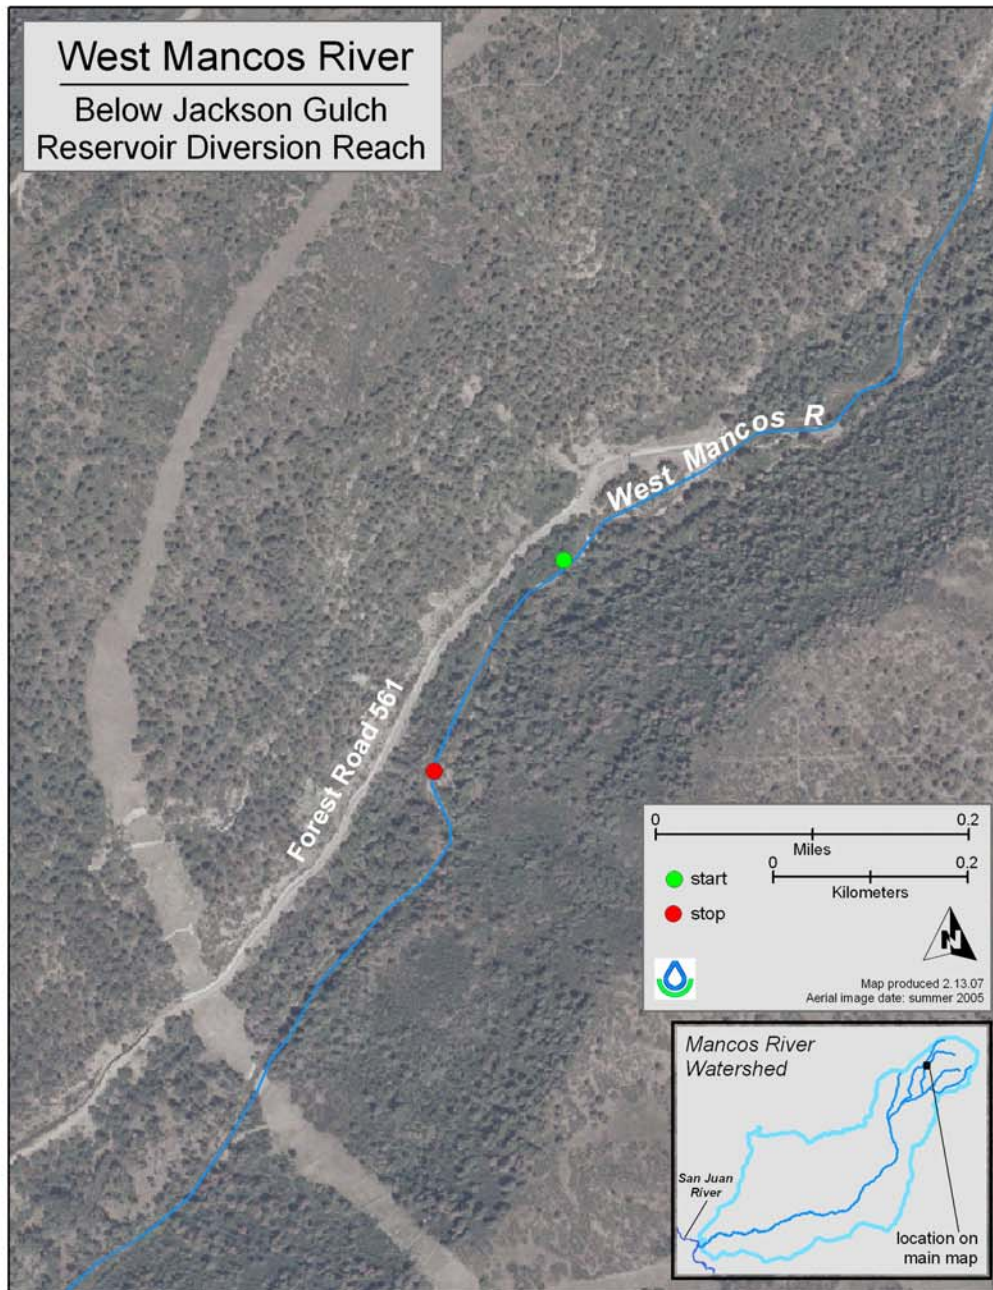 West Mancos River
Below Jackson Gulch
Reservoir Diversion Reach
West Mancos R
Forest Road 561
0 0.2
Miles
0 0.2
Kilometers
start
stop
N
Map produced 2.13.07
Aerial image date: summer 2005
Mancos River
Watershed
San Juan
River
location on
main map